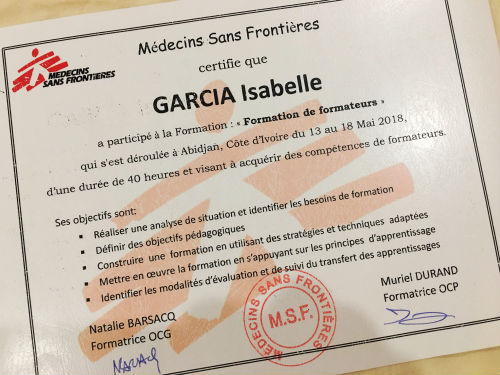 MEDECINS
SANS FRONTIERES
Médecins Sans Frontières
certifie que
GARCIA Isabelle
a participé à la Formation : « Formation de formateurs »
qui s'est déroulée à Abidjan, Côte d'Ivoire du 13 au 18 Mai 2018,
d'une durée de 40 heures et visant à acquérir des compétences de formateurs.
Ses objectifs sont:
▪ Réaliser une analyse de situation et identifier les besoins de formation
▪ Définir des objectifs pédagogiques
▪ Construire une formation en utilisant des stratégies et techniques adaptées
▪ Mettre en œuvre la formation en s'appuyant sur les principes d'apprentissage
▪ Identifier les modalités d'évaluation et de suivi du transfert des apprentissages
Natalie BARSACQ
Formatrice OCG
MÉDECINS SANS FRONTIÈRES
M.S.F.
Muriel DURAND
Formatrice OCP